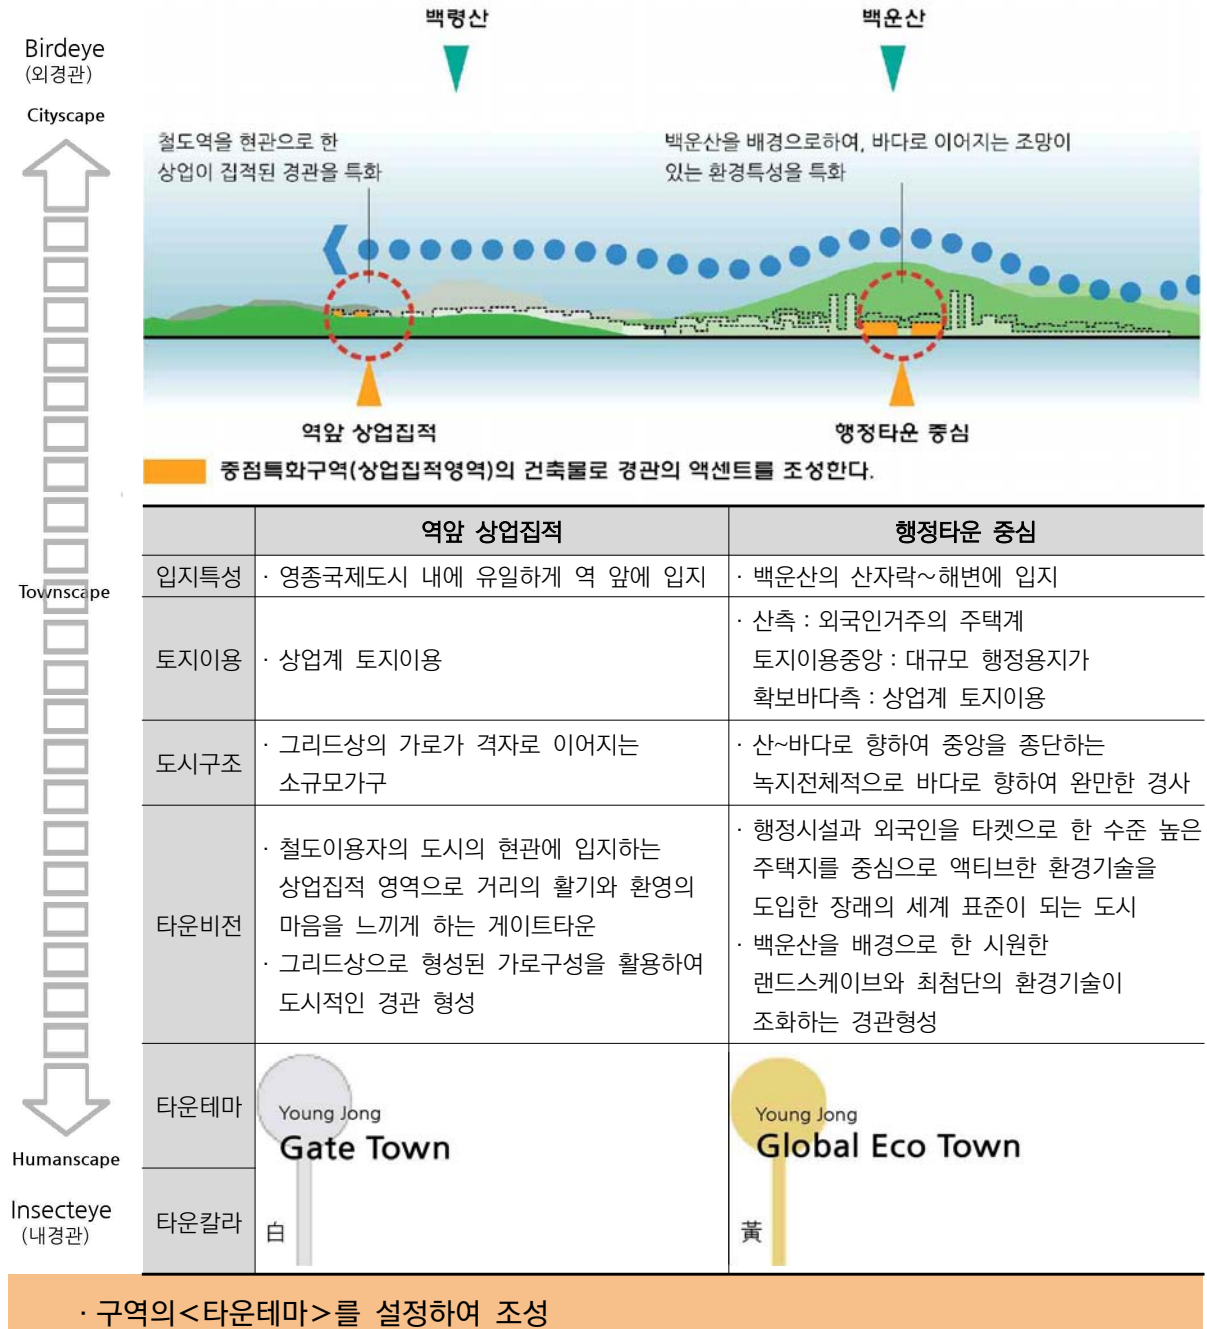 백령산
백운산
Birdeye
(외경관)
Cityscape
철도역을 현관으로 한
상업이 집적된 경관을 특화
백운산을 배경으로하여, 바다로 이어지는 조망이
있는 환경특성을 특화
역앞 상업집적
행정타운 중심
중점특화구역(상업집적영역)의 건축물로 경관의 액센트를 조성한다.
역앞 상업집적
행정타운 중심
입지특성
· 영종국제도시 내에 유일하게 역 앞에 입지
· 백운산의 산자락~해변에 입지
Townscape
토지이용
· 상업계 토지이용
· 산측 : 외국인거주의 주택계
토지이용중앙 : 대규모 행정용지가
확보바다측 : 상업계 토지이용
도시구조
· 그리드상의 가로가 격자로 이어지는
소규모가구
· 산~바다로 향하여 중앙을 종단하는
녹지전체적으로 바다로 향하여 완만한 경사
타운비전
· 철도이용자의 도시의 현관에 입지하는
상업집적 영역으로 거리의 활기와 환영의
마음을 느끼게 하는 게이트타운
· 그리드상으로 형성된 가로구성을 활용하여
도시적인 경관 형성
· 행정시설과 외국인을 타켓으로 한 수준 높은
주택지를 중심으로 액티브한 환경기술을
도입한 장래의 세계 표준이 되는 도시
· 백운산을 배경으로 한 시원한
랜드스케이브와 최첨단의 환경기술이
조화하는 경관형성
타운테마
Young Jong
Gate Town
Young Jong
Global Eco Town
Humanscape
Insecteye
(내경관)
타운칼라
白
黃
· 구역의<타운테마>를 설정하여 조성